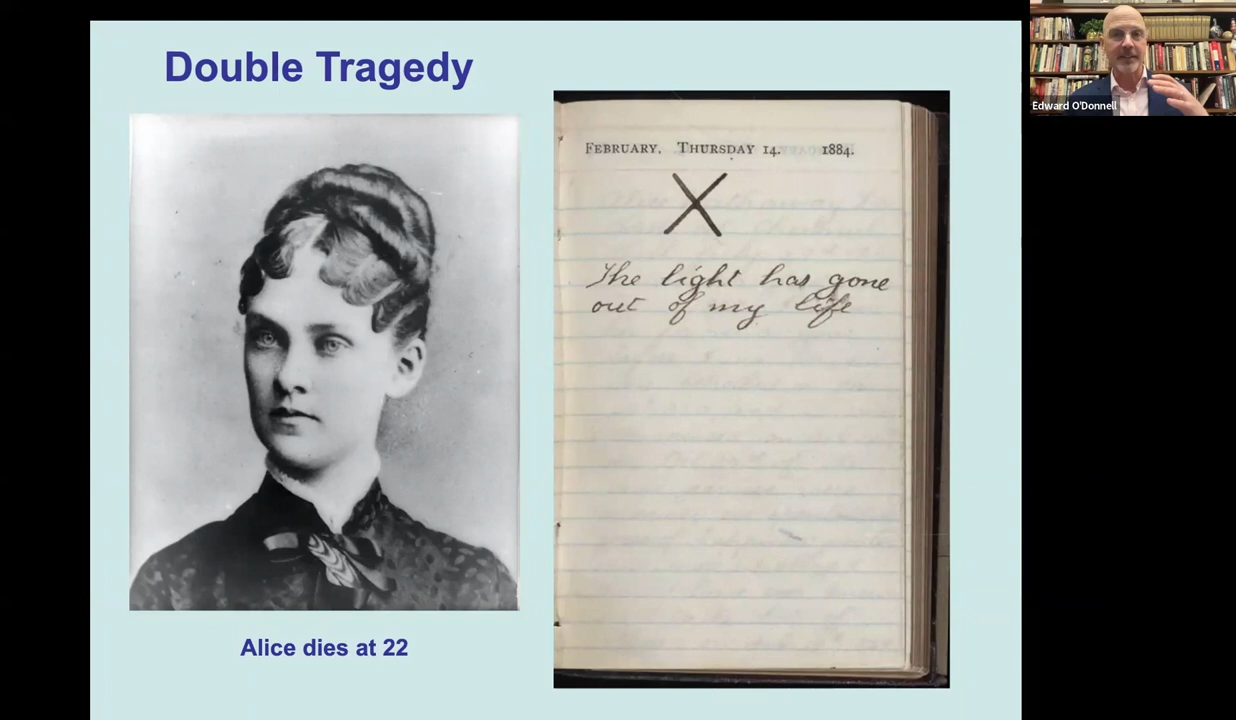 Double Tragedy
Edward O'Donnell
FEBRUARY, THURSDAY 14. 1884.
X
The light has gone
out of my life
Alice dies at 22